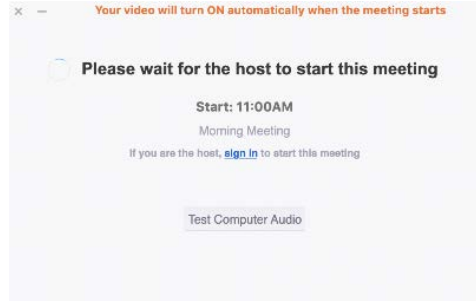 Your video will turn ON automatically when the meeting starts
Please wait for the host to start this meeting
Start: 11:00AM
Morning Meeting
If you are the host, sign in to start this meeting
Test Computer Audio